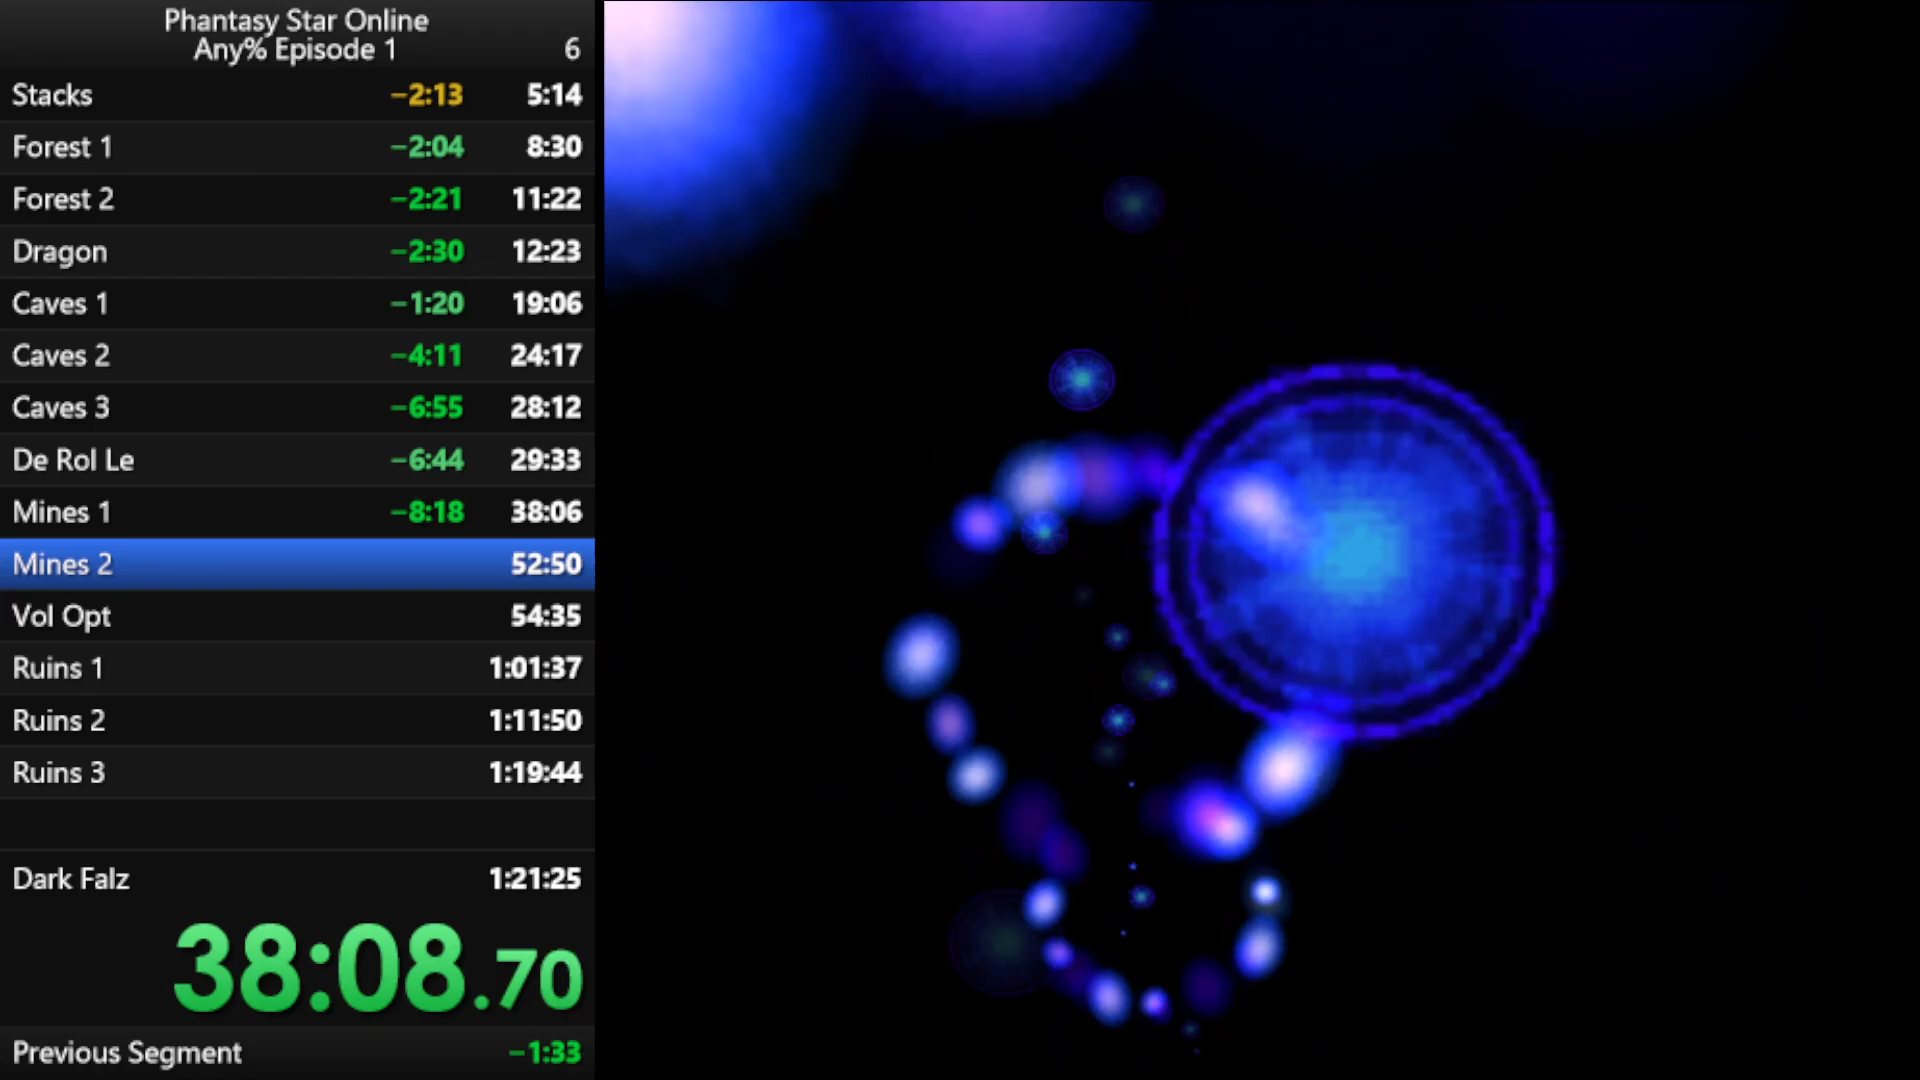 Phantasy Star Online
Any% Episode 1 6
Stacks −2:13 5:14
Forest 1 −2:04 8:30
Forest 2 −2:21 11:22
Dragon −2:30 12:23
Caves 1 −1:20 19:06
Caves 2 −4:11 24:17
Caves 3 −6:55 28:12
De Rol Le −6:44 29:33
Mines 1 −8:18 38:06
Mines 2 52:50
Vol Opt 54:35
Ruins 1 1:01:37
Ruins 2 1:11:50
Ruins 3 1:19:44
Dark Falz 1:21:25
38:08.70
Previous Segment −1:33